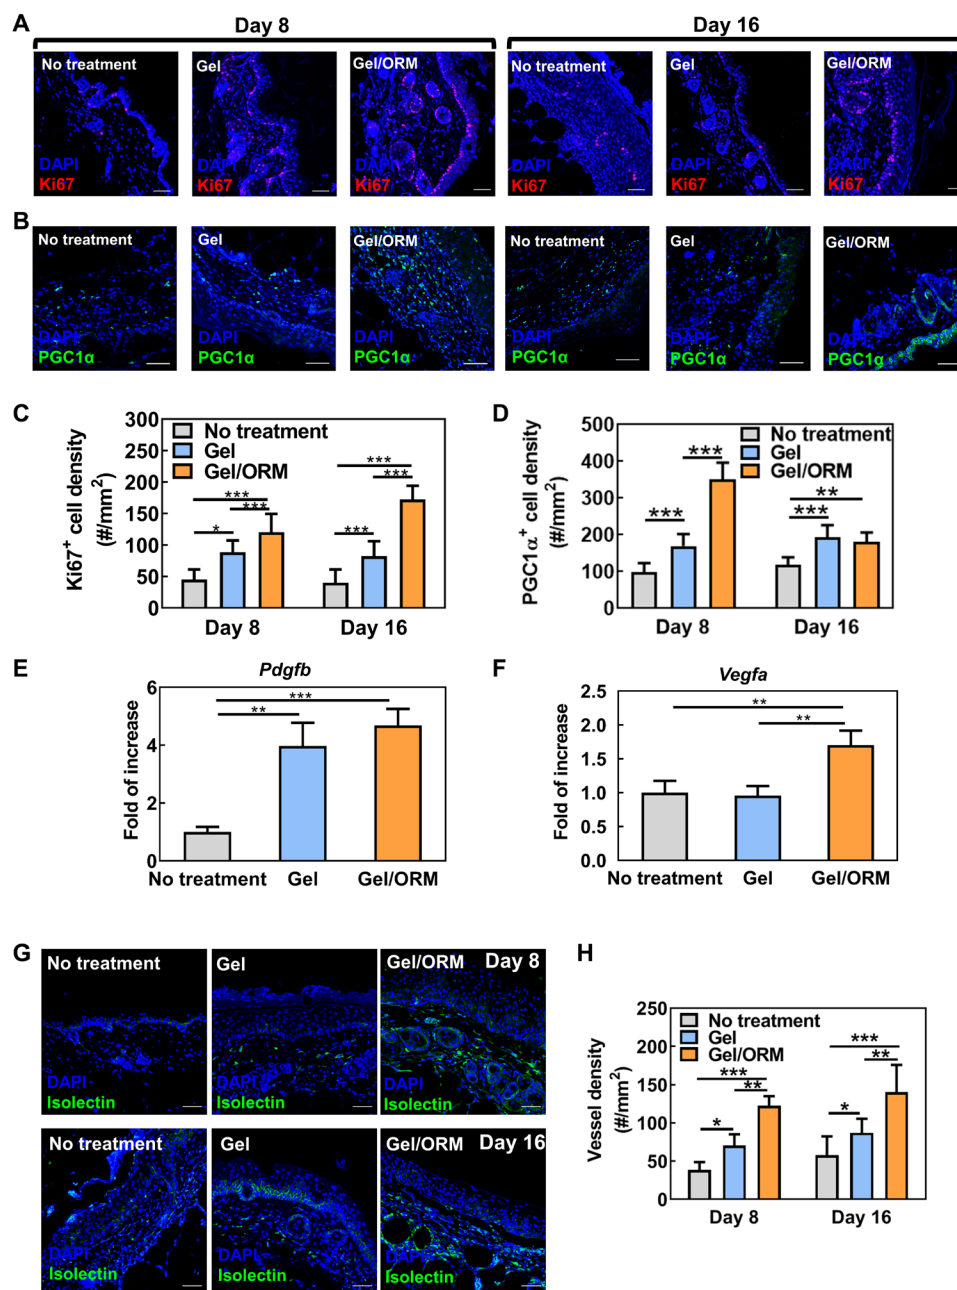 A
Day 8
Day 16
No treatment
Gel
Gel/ORM
No treatment
Gel
Gel/ORM
DAPI
Ki67
DAPI
Ki67
DAPI
Ki67
DAPI
Ki67
DAPI
Ki67
DAPI
Ki67
B
No treatment
Gel
Gel/ORM
No treatment
Gel
Gel/ORM
DAPI
PGC1α
DAPI
PGC1α
DAPI
PGC1α
DAPI
PGC1α
DAPI
PGC1α
DAPI
PGC1α
C
Ki67+ cell density
(#/mm2)
300
250
200
150
100
50
0
No treatment
Gel
Gel/ORM
***
*
***
***
***
***
Day 8
Day 16
D
PGC1α+ cell density
(#/mm2)
500
400
300
200
100
0
No treatment
Gel
Gel/ORM
***
***
**
***
Day 8
Day 16
E
Pdgfb
Fold of increase
6
4
2
0
***
**
No treatment
Gel
Gel/ORM
F
Vegfa
Fold of increase
2.5
2.0
1.5
1.0
0.5
0.0
**
**
No treatment
Gel
Gel/ORM
G
No treatment
Gel
Gel/ORM
Day 8
DAPI
Isolectin
DAPI
Isolectin
DAPI
Isolectin
No treatment
Gel
Gel/ORM
Day 16
DAPI
Isolectin
DAPI
Isolectin
DAPI
Isolectin
H
Vessel density
(#/mm2)
250
200
150
100
50
0
No treatment
Gel
Gel/ORM
***
**
*
***
**
*
Day 8
Day 16